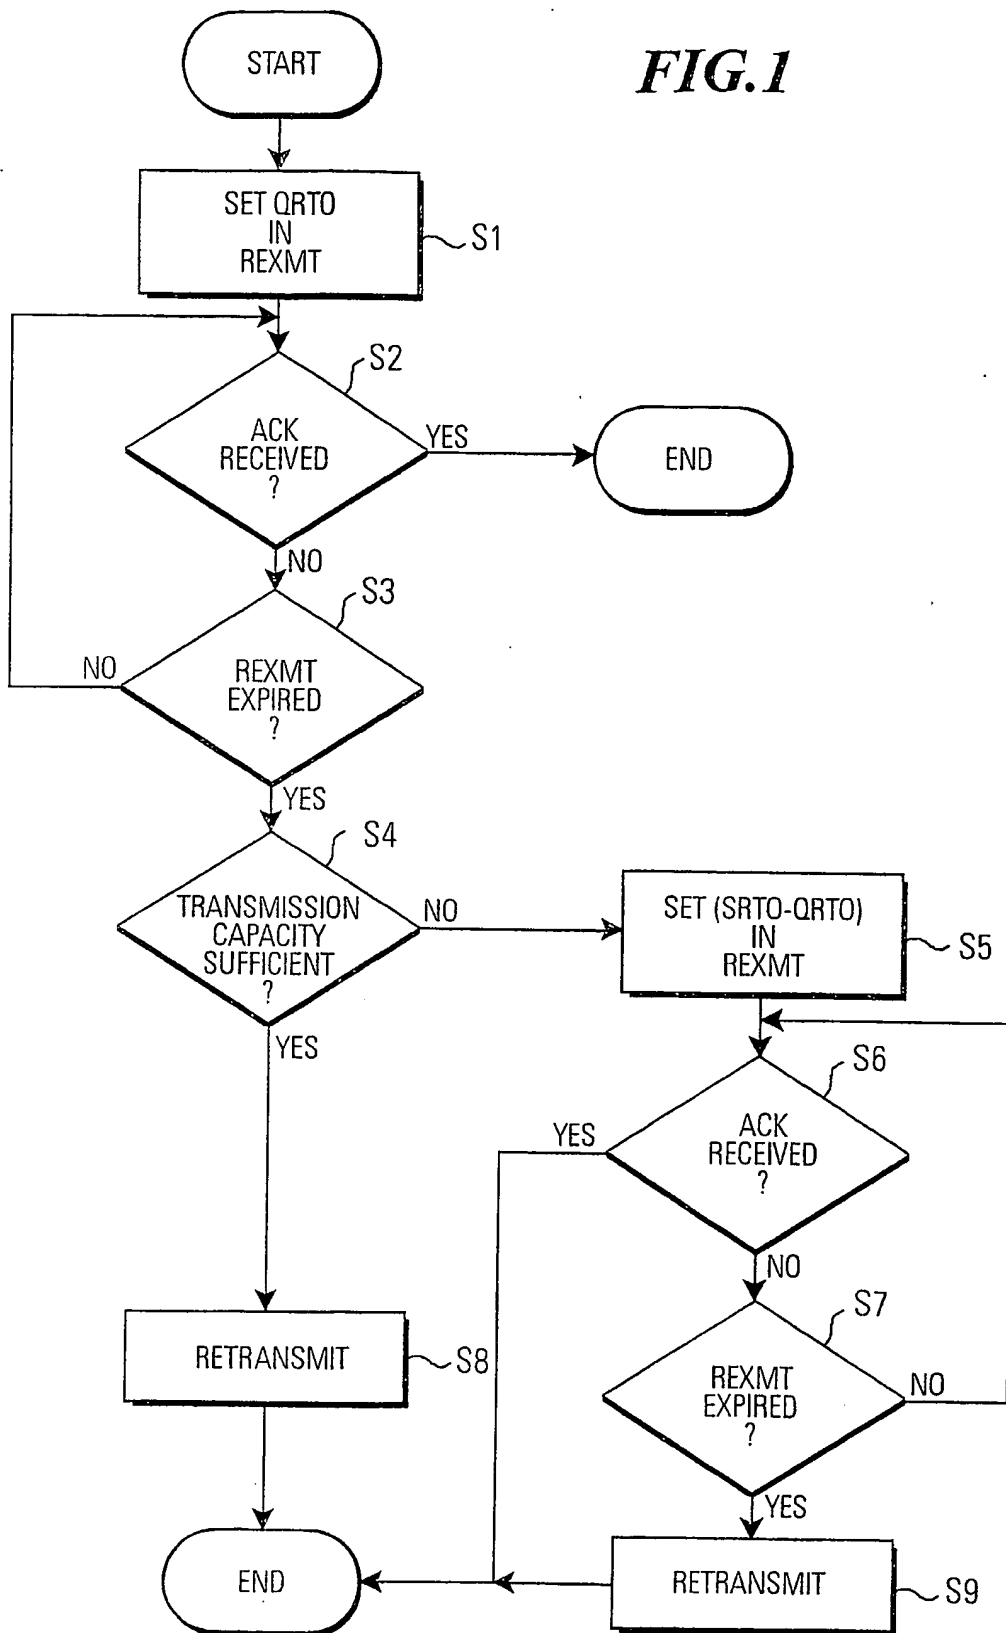 START
FIG.1
SET QRTO
IN
REXMT
S1
S2
ACK
RECEIVED
?
YES
END
NO
S3
REXMT
EXPIRED
?
NO
YES
S4
TRANSMISSION
CAPACITY
SUFFICIENT
?
NO
SET (SRTO-QRTO)
IN
REXMT
S5
YES
S6
ACK
RECEIVED
?
YES
NO
S7
REXMT
EXPIRED
?
NO
RETRANSMIT
S8
YES
END
RETRANSMIT
S9